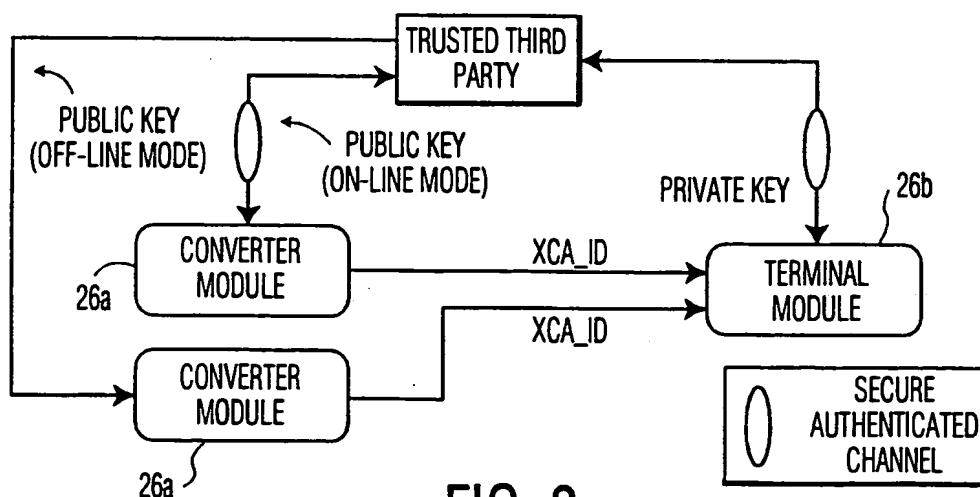 TRUSTED THIRD
PARTY
PUBLIC KEY
(OFF-LINE MODE)
PUBLIC KEY
(ON-LINE MODE)
PRIVATE KEY
26b
CONVERTER
MODULE
26a
XCA_ID
TERMINAL
MODULE
XCA_ID
CONVERTER
MODULE
26a
SECURE
AUTHENTICATED
CHANNEL